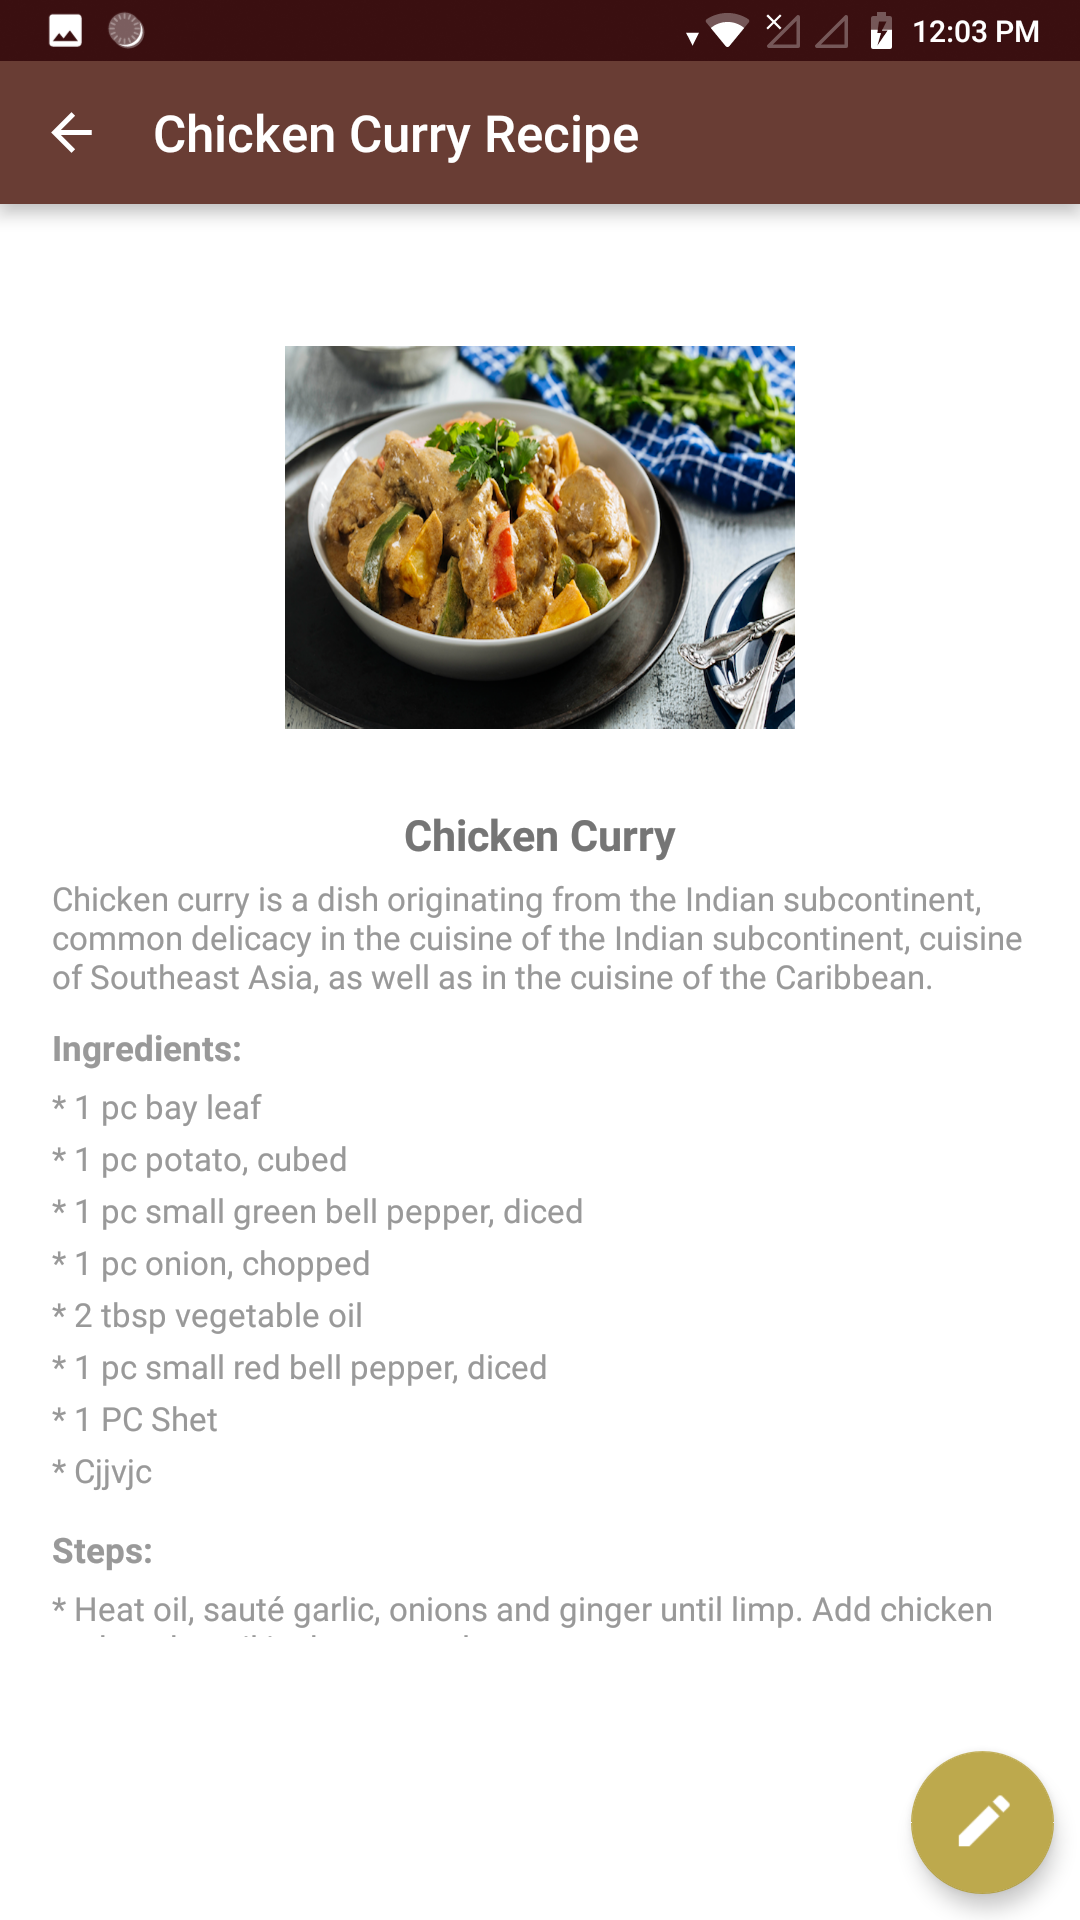 12:03 PM
Chicken Curry Recipe
Chicken Curry
Chicken curry is a dish originating from the Indian subcontinent,
common delicacy in the cuisine of the Indian subcontinent, cuisine
of Southeast Asia, as well as in the cuisine of the Caribbean.
Ingredients:
* 1 pc bay leaf
* 1 pc potato, cubed
* 1 pc small green bell pepper, diced
* 1 pc onion, chopped
* 2 tbsp vegetable oil
* 1 pc small red bell pepper, diced
* 1 PC Shet
* Cjjvjc
Steps:
* Heat oil, sauté garlic, onions and ginger until limp. Add chicken